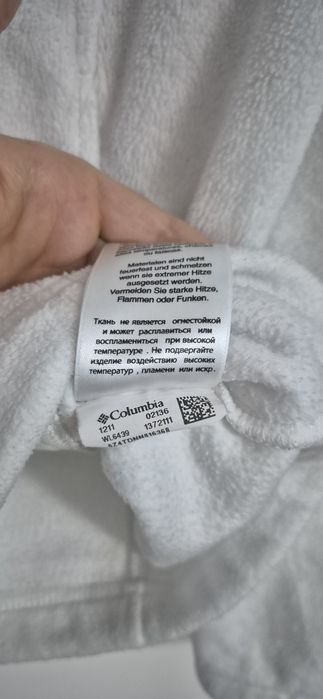 Materialen sind nicht
feuerfest und schmelzen
wenn sie extremer Hitze
ausgesetzt werden.
Vermeiden Sie starke Hitze,
Flammen oder Funken.
Ткань не является огнестойкой
и может расплавиться или
воспламениться при высокой
температуре . Не подвергайте
изделие воздействию высоких
температур , пламени или искр.
Columbia
1211 02136
WL6439 1372111